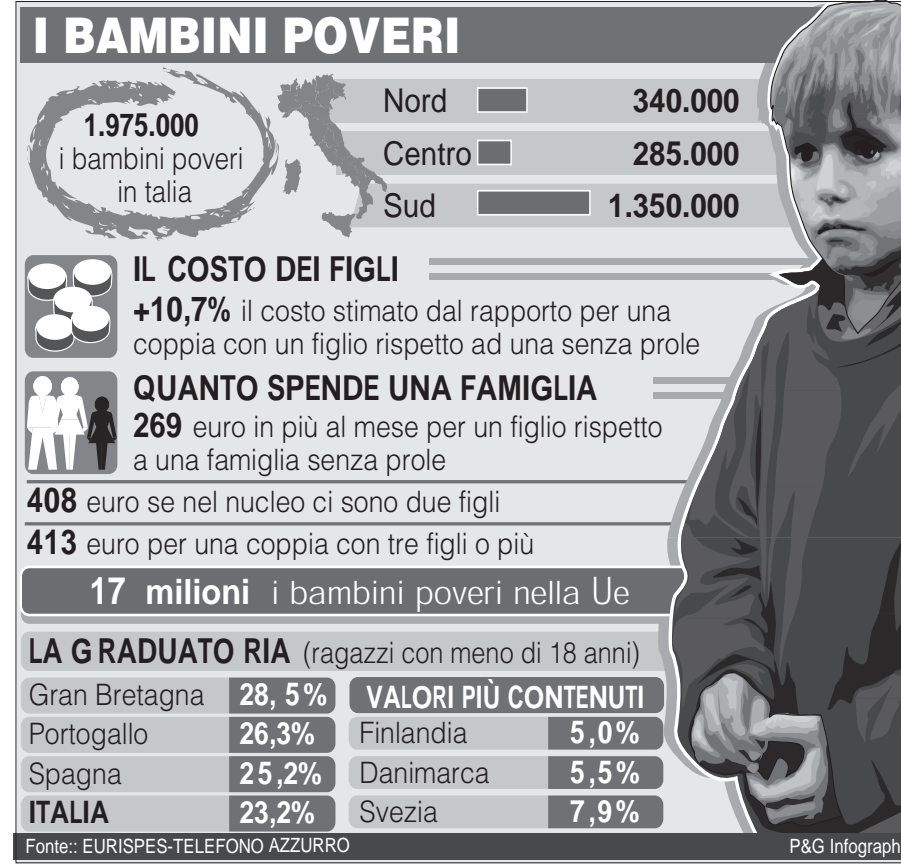 I BAMBINI POVERI
1.975.000
i bambini poveri
in talia
Nord 340.000
Centro 285.000
Sud 1.350.000
IL COSTO DEI FIGLI
+10,7% il costo stimato dal rapporto per una
coppia con un figlio rispetto ad una senza prole
QUANTO SPENDE UNA FAMIGLIA
269 euro in più al mese per un figlio rispetto
a una famiglia senza prole
408 euro se nel nucleo ci sono due figli
413 euro per una coppia con tre figli o più
17 milioni i bambini poveri nella Ue
LA G RADUATO RIA (ragazzi con meno di 18 anni)
Gran Bretagna 28, 5%
Portogallo 26,3%
Spagna 25,2%
ITALIA 23,2%
VALORI PIÙ CONTENUTI
Finlandia 5,0%
Danimarca 5,5%
Svezia 7,9%
Fonte:: EURISPES-TELEFONO AZZURRO
P&G Infograph